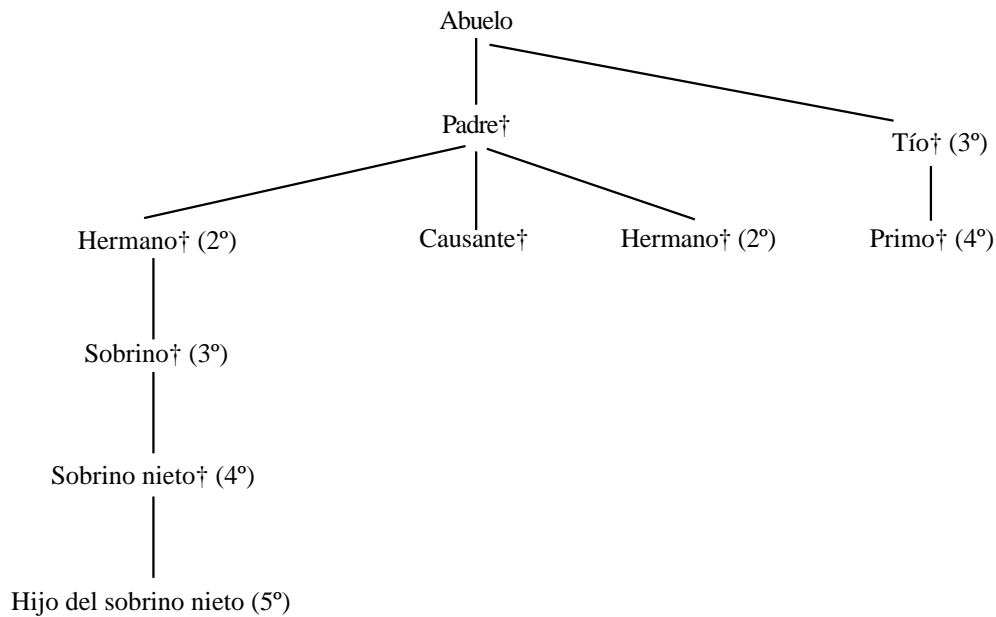 Abuelo
Padre†
Tío† (3º)
Hermano† (2º)
Causante†
Hermano† (2º)
Primo† (4º)
Sobrino† (3º)
Sobrino nieto† (4º)
Hijo del sobrino nieto (5º)